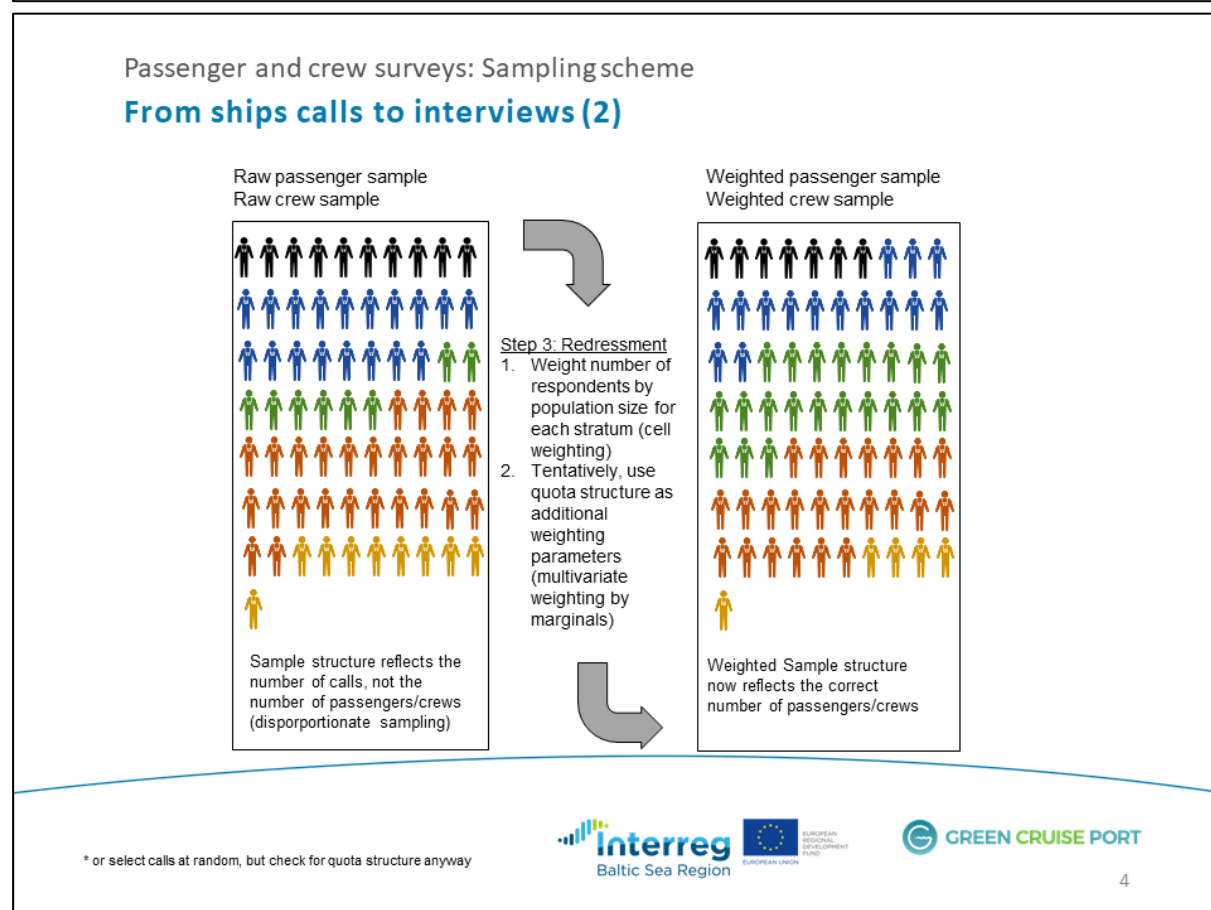 Passenger and crew surveys: Sampling scheme
From ships calls to interviews (2)
Raw passenger sample
Raw crew sample
Sample structure reflects the
number of calls, not the
number of passengers/crews
(disporportionate sampling)
Step 3: Redressment
1. Weight number of
respondents by
population size for
each stratum (cell
weighting)
2. Tentatively, use
quota structure as
additional
weighting
parameters
(multivariate
weighting by
marginals)
Weighted passenger sample
Weighted crew sample
Weighted Sample structure
now reflects the correct
number of passengers/crews
* or select calls at random, but check for quota structure anyway
Interreg
Baltic Sea Region
EUROPEAN UNION
EUROPEAN
REGIONAL
DEVELOPMENT
FUND
GREEN CRUISE PORT
4